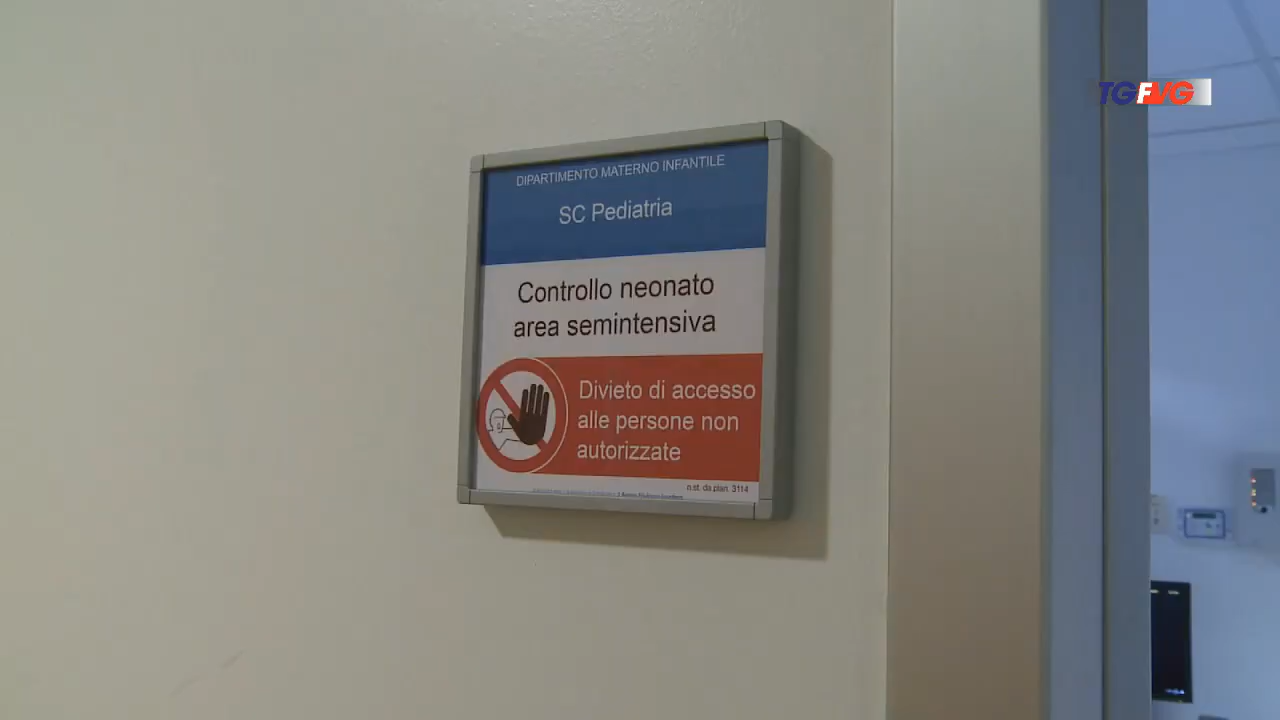 TGFVG
DIPARTIMENTO MATERNO INFANTILE
SC Pediatria
Controllo neonato
area semintensiva
Divieto di accesso
alle persone non
autorizzate
n.st. da plan. 3114